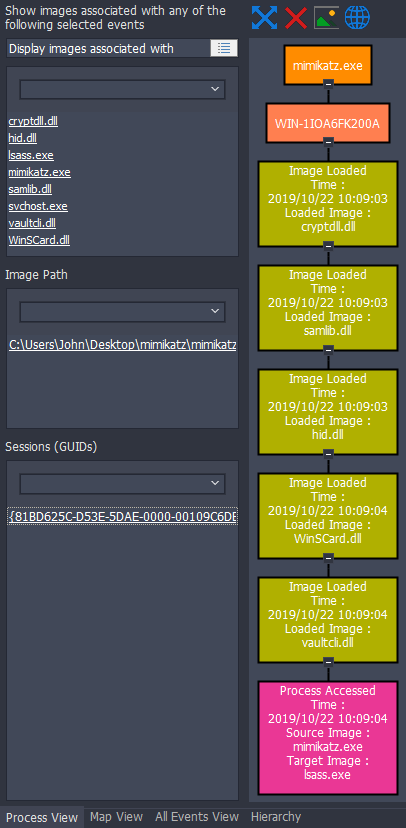 Show images associated with any of the
following selected events
Display images associated with
cryptdll.dll
hid.dll
lsass.exe
mimikatz.exe
samlib.dll
svchost.exe
vaultcli.dll
WinSCard.dll
Image Path
C:\Users\John\Desktop\mimikatz\mimikatz
Sessions (GUIDs)
{81BD625C-D53E-5DAE-0000-00109C6DE
mimikatz.exe
WIN-1IOA6FK200A
Image Loaded
Time :
2019/10/22 10:09:03
Loaded Image :
cryptdll.dll
Image Loaded
Time :
2019/10/22 10:09:03
Loaded Image :
samlib.dll
Image Loaded
Time :
2019/10/22 10:09:03
Loaded Image :
hid.dll
Image Loaded
Time :
2019/10/22 10:09:04
Loaded Image :
WinSCard.dll
Image Loaded
Time :
2019/10/22 10:09:04
Loaded Image :
vaultcli.dll
Process Accessed
Time :
2019/10/22 10:09:04
Source Image :
mimikatz.exe
Target Image :
lsass.exe
Process View Map View All Events View Hierarchy